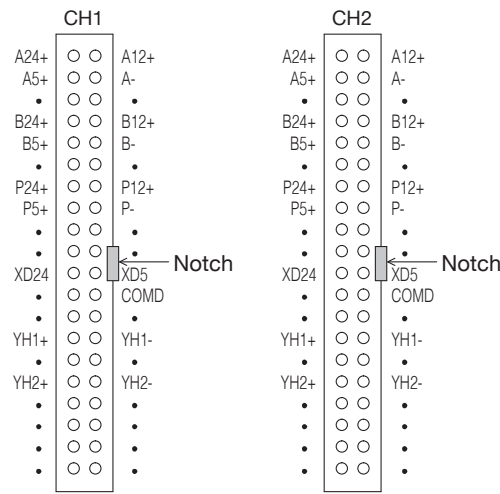 CH1 CH2
A24+ A12+ A24+ A12+
A5+ A- A5+ A-
• • • •
B24+ B12+ B24+ B12+
B5+ B- B5+ B-
• • • •
P24+ P12+ P24+ P12+
P5+ P- P5+ P-
• • • •
• • Notch • • Notch
XD24 XD5 XD24 XD5
• COMD • COMD
• • • •
YH1+ YH1- YH1+ YH1-
• • • •
YH2+ YH2- YH2+ YH2-
• • • •
• • • •
• • • •
• • • •